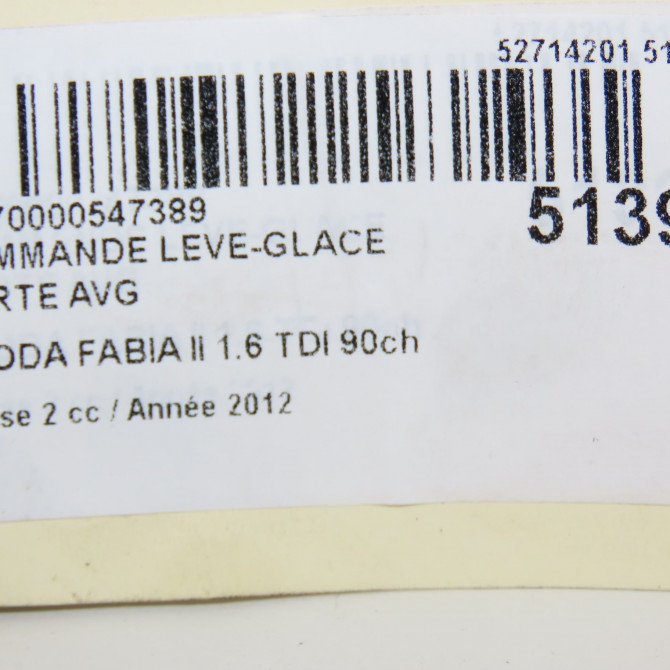 52714201 51
70000547389
5139
MMANDE LEVE-GLACE
RTE AVG
ODA FABIA II 1.6 TDI 90ch
se 2 cc / Année 2012